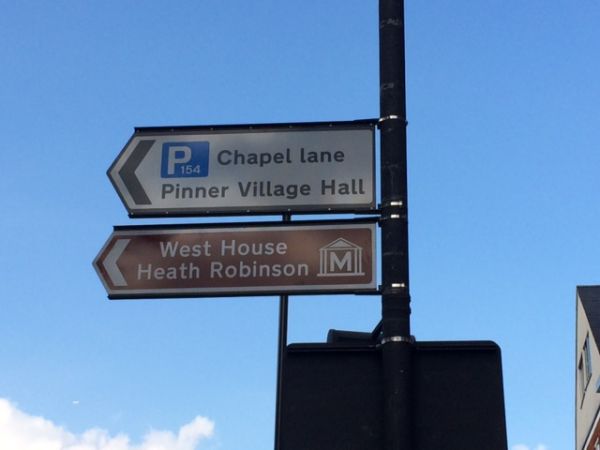 P 154 Chapel lane
Pinner Village Hall
West House
Heath Robinson M